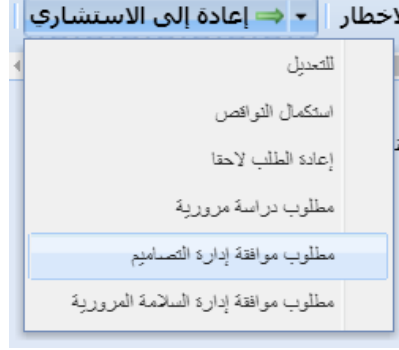 لاخطار
إعادة إلى الاستشاري
للتعديل
استكمال النواقص
إعادة الطلب لاحقا
مطلوب دراسة مرورية
مطلوب موافقة إدارة التصاميم
مطلوب موافقة إدارة السلامة المرورية